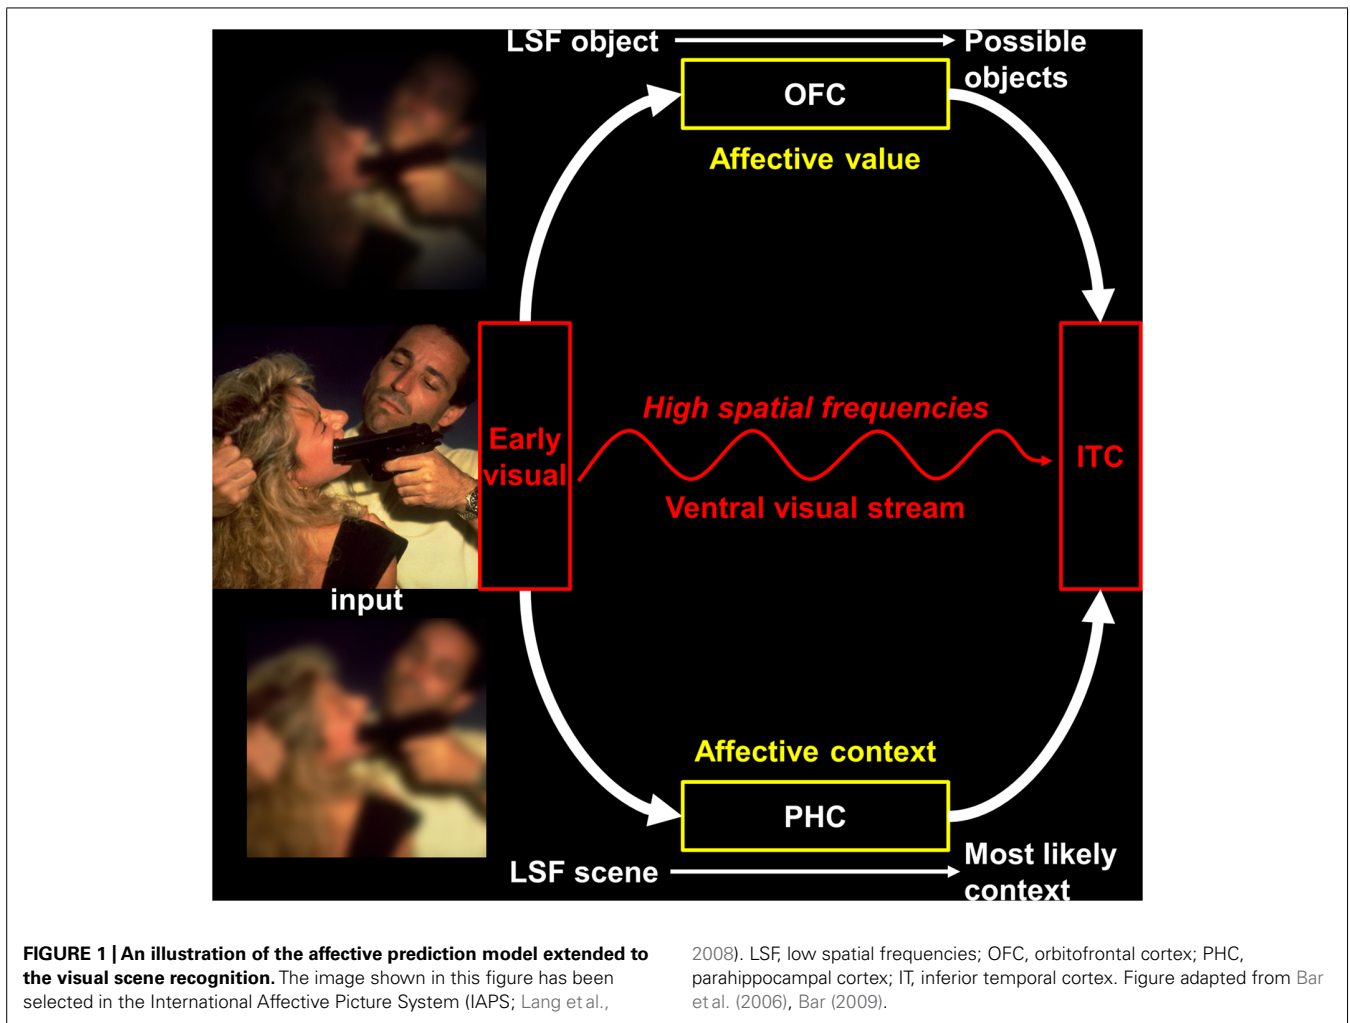 LSF object
Possible
objects
OFC
Affective value
High spatial frequencies
Early
visual
ITC
Ventral visual stream
input
Affective context
PHC
LSF scene
Most likely
context
FIGURE 1 | An illustration of the affective prediction model extended to
the visual scene recognition. The image shown in this figure has been
selected in the International Affective Picture System (IAPS; Lang et al.,
2008). LSF, low spatial frequencies; OFC, orbitofrontal cortex; PHC,
parahippocampal cortex; IT, inferior temporal cortex. Figure adapted from Bar
et al. (2006), Bar (2009).